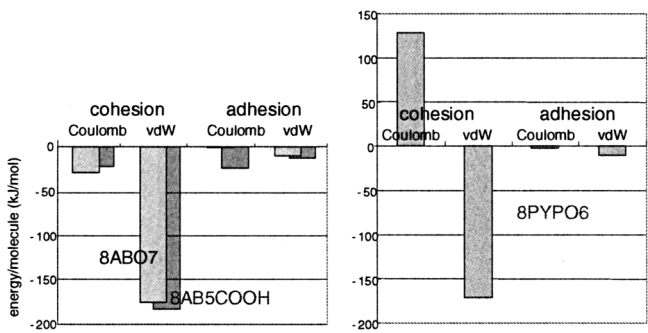 150
100
50
cohesion adhesion
Coulomb vdW Coulomb vdW
0
-50
-100
-150
-200
energy/molecule (kJ/mol)
8ABO7
8AB5COOH
cohesion adhesion
Coulomb vdW Coulomb vdW
0
-50
-100
-150
-200
8PYPO6